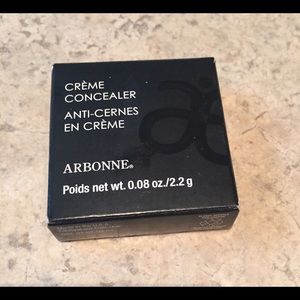 CRÈME
CONCEALER
ANTI-CERNES
EN CRÈME
ARBONNE®
Poids net wt. 0.08 oz./2.2 g